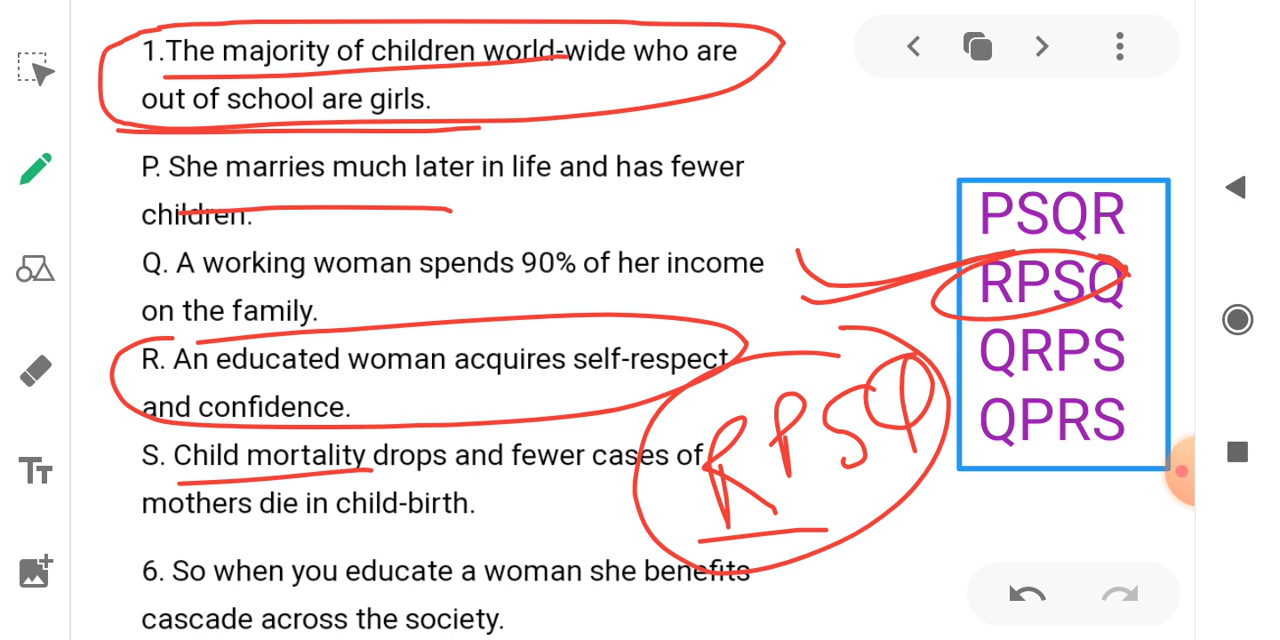 1.The majority of children world-wide who are
out of school are girls.
P. She marries much later in life and has fewer
children.
Q. A working woman spends 90% of her income
on the family.
R. An educated woman acquires self-respect
and confidence.
S. Child mortality drops and fewer cases of
mothers die in child-birth.
6. So when you educate a woman she benefits
cascade across the society.
RPSQ
PSQR
RPSQ
QRPS
QPRS
TT